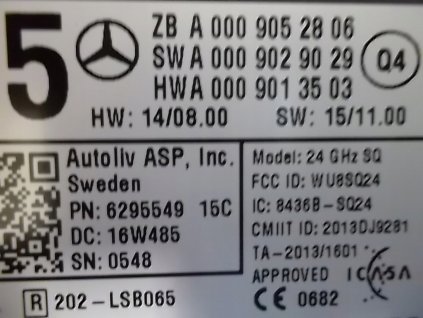 5
ZB A 000 905 28 06
SW A 000 902 90 29
HW A 000 901 35 03
Q4
HW: 14/08.00 SW: 15/11.00
Autoliv ASP, Inc.
Sweden
PN: 6295549 15C
DC: 16W485
SN: 0548
R 202-LSB065
Model: 24 GHz SQ
FCC ID: WU8SQ24
IC: 8436B-SQ24
CMIIT ID: 2013DJ9281
TA-2013/1601
APPROVED ICASA
CE 0682